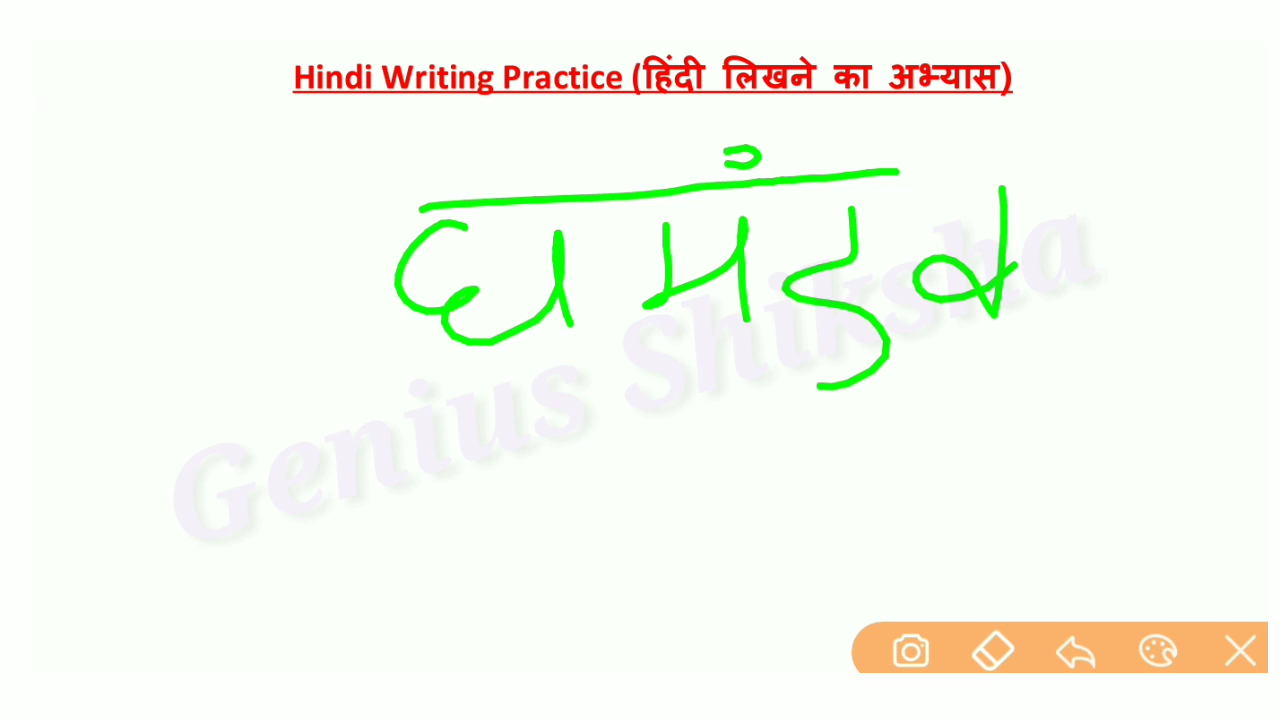 Hindi Writing Practice (हिंदी लिखने का अभ्यास)
घमंड व
Genius Shiksha